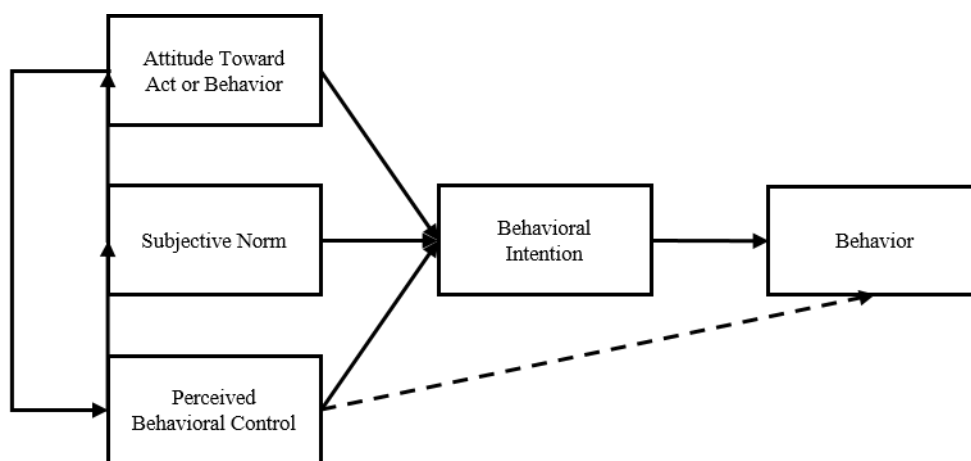 Attitude Toward
Act or Behavior
Subjective Norm
Behavioral
Intention
Behavior
Perceived
Behavioral Control